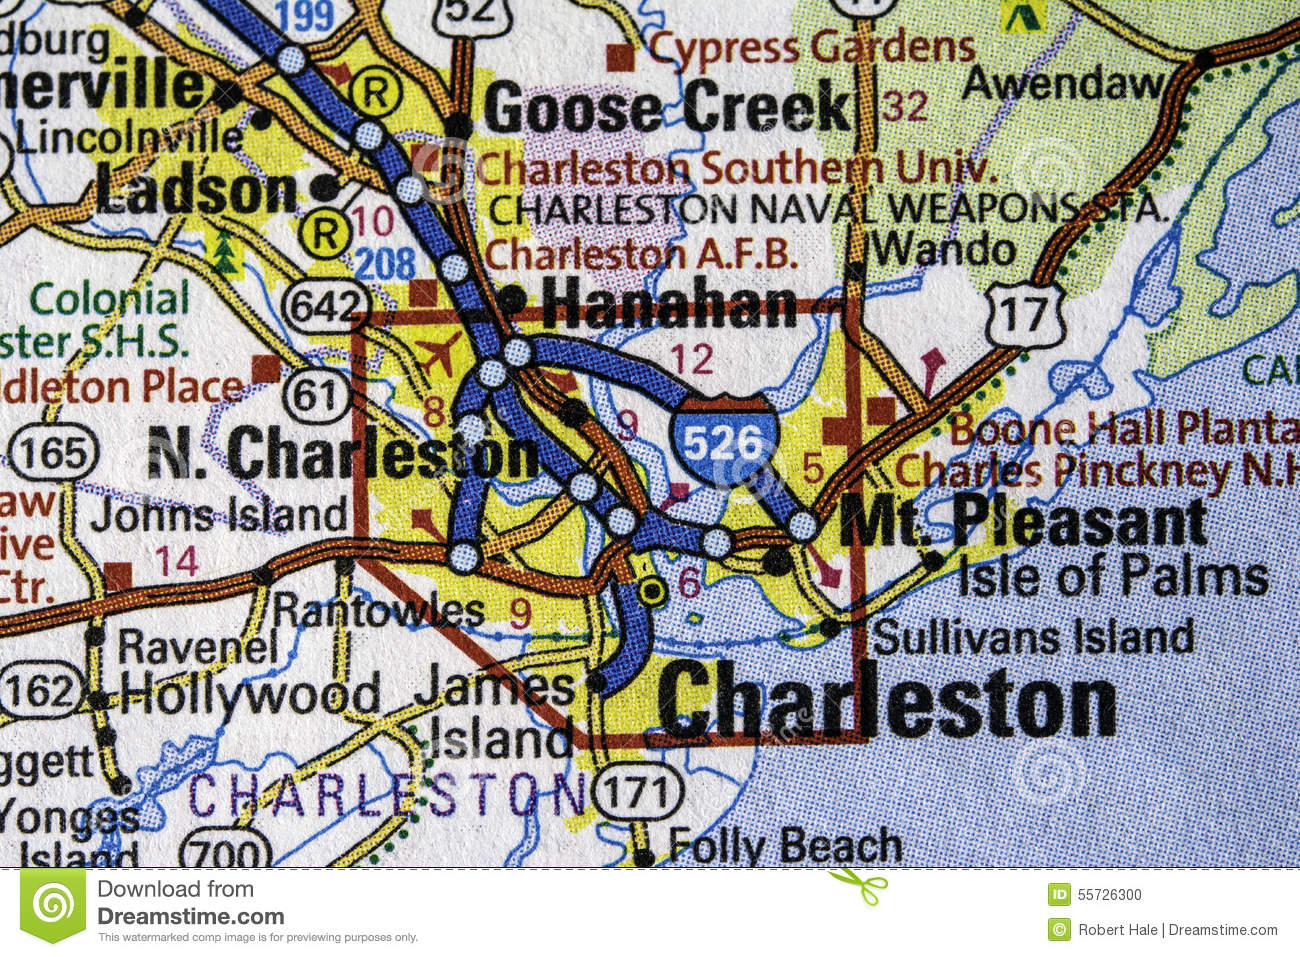 199
52
dburg
Cypress Gardens
Awendaw
nerville
R
Goose Creek
32
Lincolnville
Charleston Southern Univ.
Ladson
CHARLESTON NAVAL WEAPONS STA.
R
10
208
Charleston A.F.B.
Wando
Colonial
642
Hanahan
17
ster S.H.S.
12
ddleton Place
61
CA
8
9
526
Boone Hall Planta
165
N. Charleston
5
Charles Pinckney N.H
aw
Johns Island
Mt. Pleasant
ive
14
Ctr.
6
Isle of Palms
Rantowles
9
Ravenel
Sullivans Island
162
Hollywood
James
Island
Charleston
ggett
CHARLESTON
171
Yonges
Island
700
Folly Beach
Download from
Dreamstime.com
This watermarked comp image is for previewing purposes only.
ID 55726300
© Robert Hale | Dreamstime.com